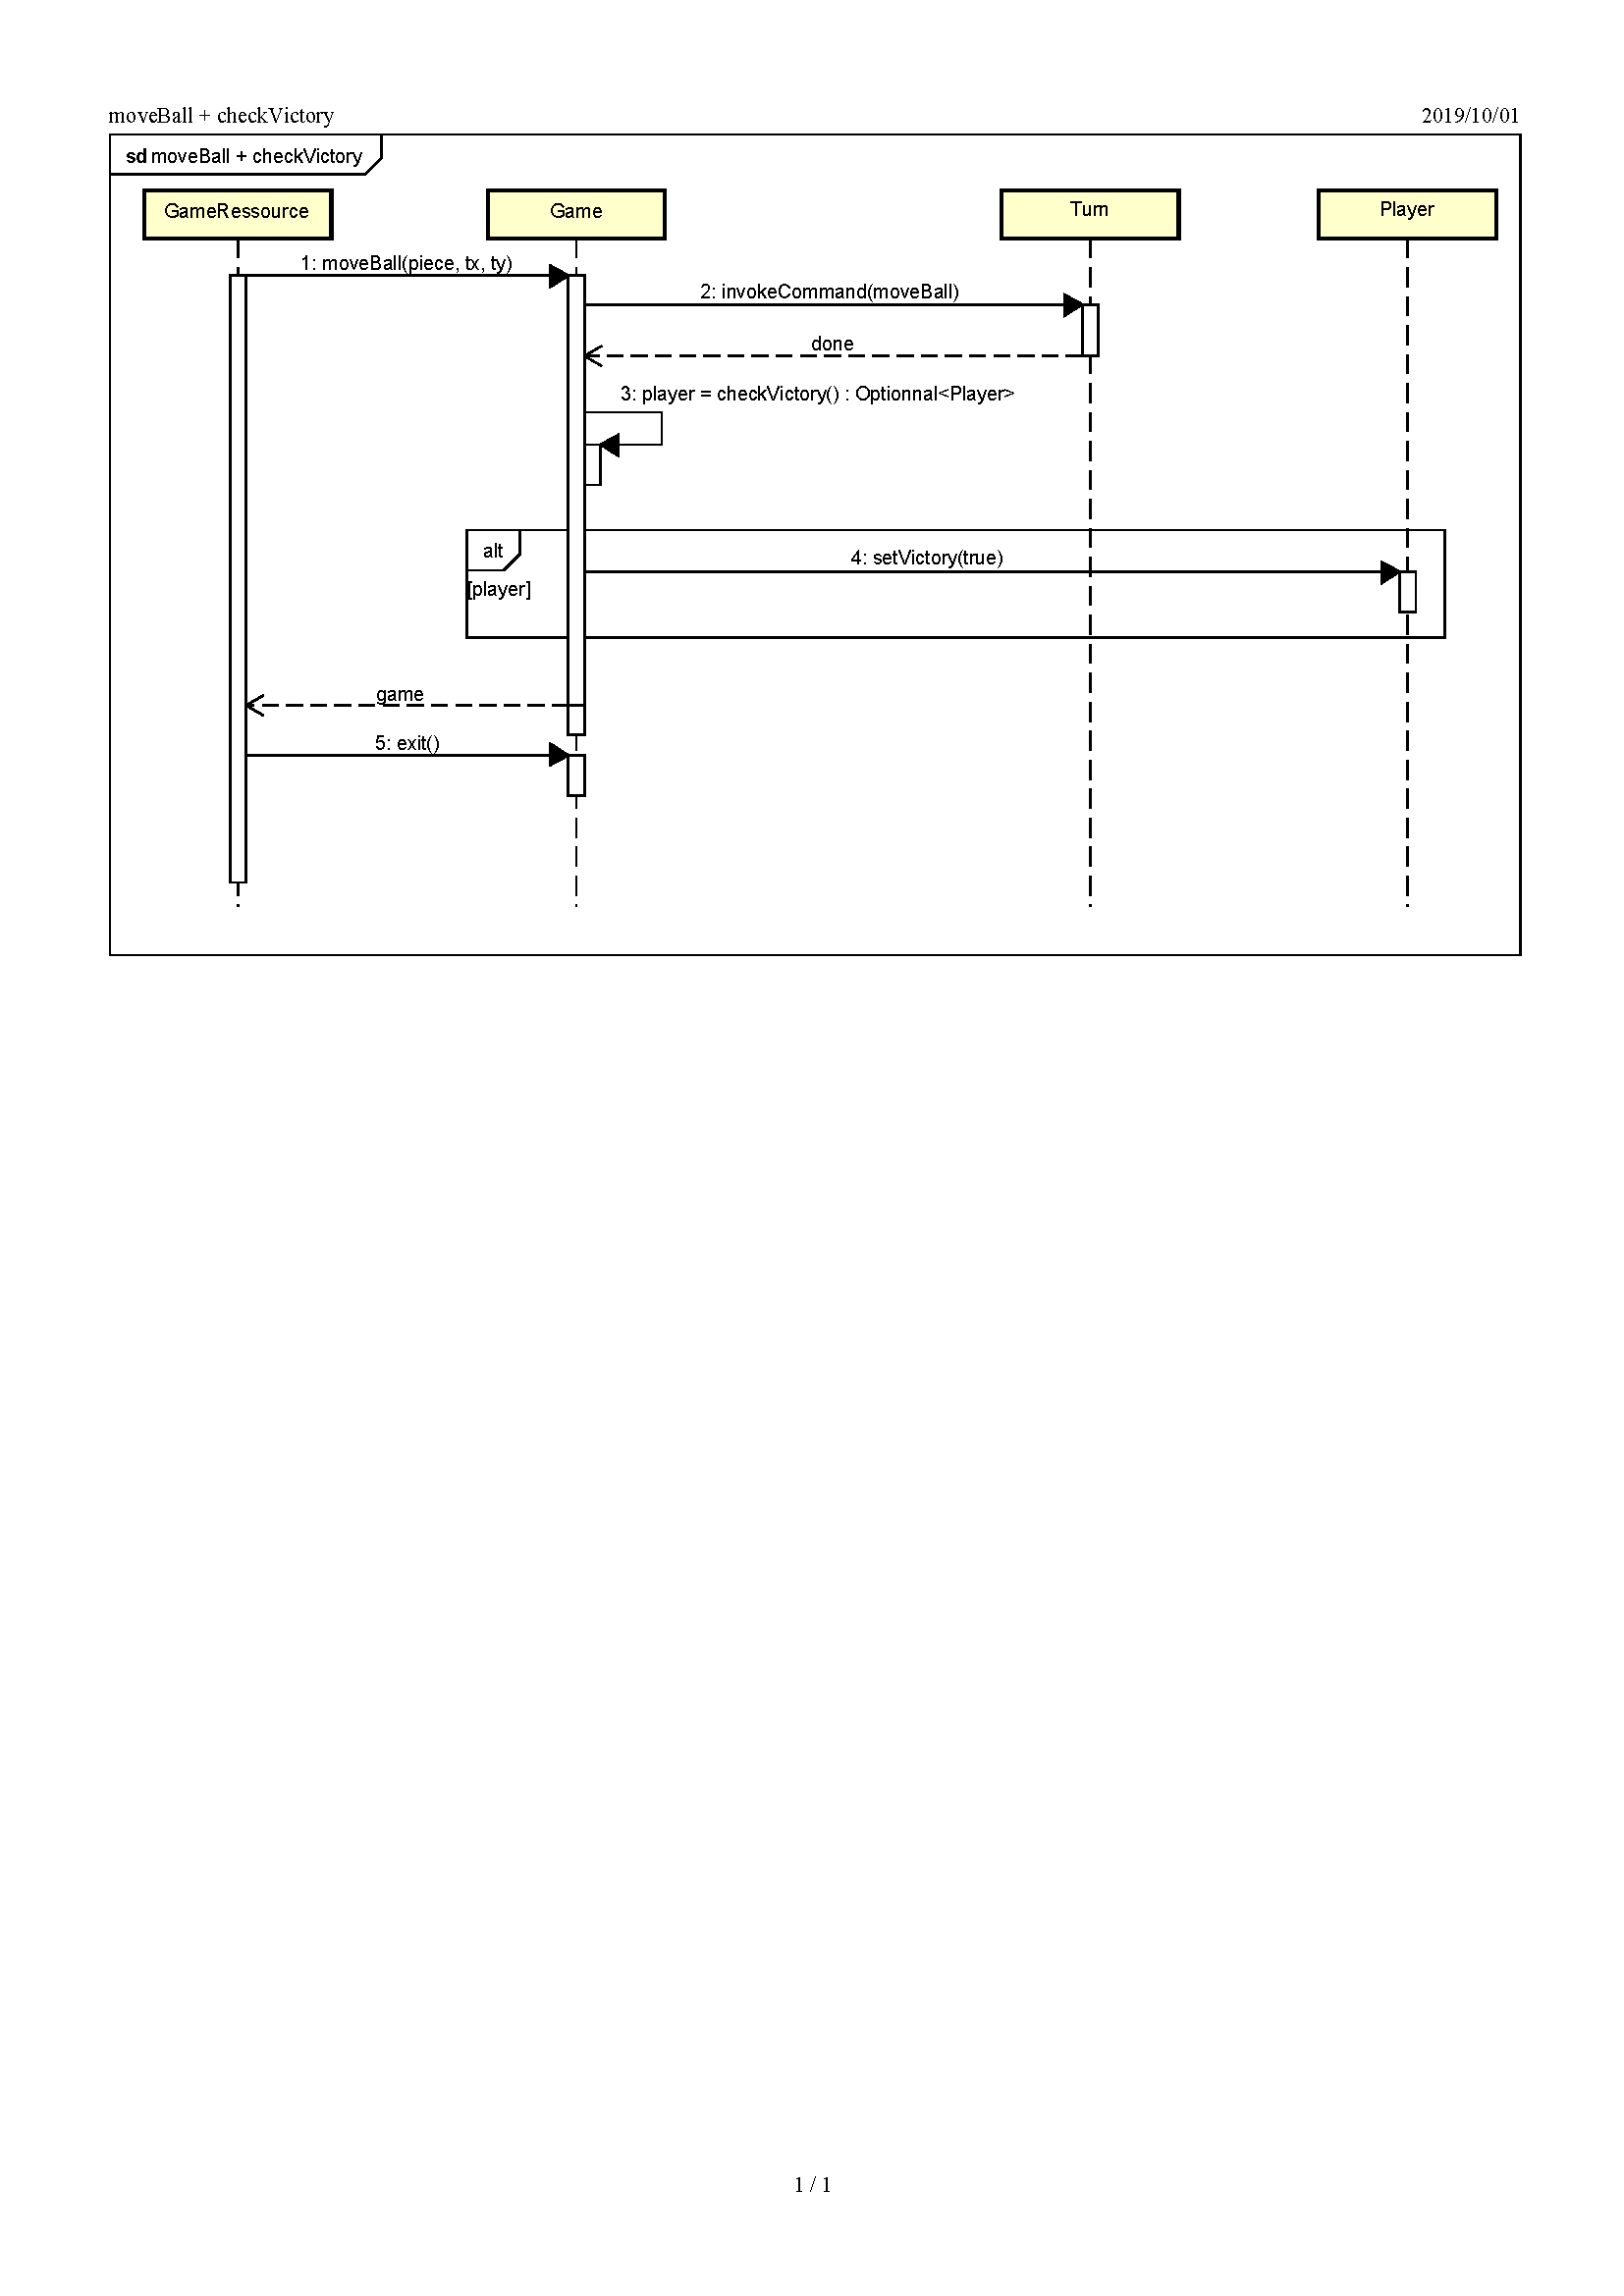 moveBall + checkVictory
2019/10/01
sd moveBall + checkVictory
GameRessource
Game
Turn
Player
1: moveBall(piece, tx, ty)
2: invokeCommand(moveBall)
done
3: player = checkVictory() : Optionnal<Player>
alt
4: setVictory(true)
[player]
game
5: exit()
1 / 1